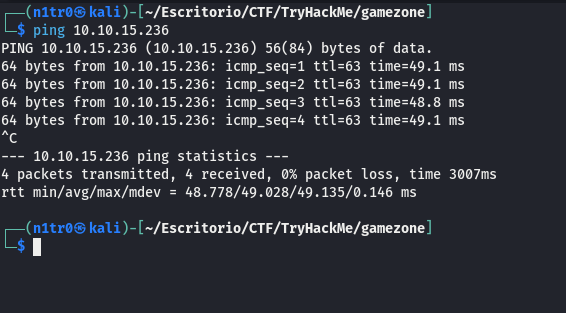 ┌──(n1tr0㉿kali)-[~/Escritorio/CTF/TryHackMe/gamezone]
└─$ ping 10.10.15.236
PING 10.10.15.236 (10.10.15.236) 56(84) bytes of data.
64 bytes from 10.10.15.236: icmp_seq=1 ttl=63 time=49.1 ms
64 bytes from 10.10.15.236: icmp_seq=2 ttl=63 time=49.1 ms
64 bytes from 10.10.15.236: icmp_seq=3 ttl=63 time=48.8 ms
64 bytes from 10.10.15.236: icmp_seq=4 ttl=63 time=49.1 ms
^C
--- 10.10.15.236 ping statistics ---
4 packets transmitted, 4 received, 0% packet loss, time 3007ms
rtt min/avg/max/mdev = 48.778/49.028/49.135/0.146 ms
┌──(n1tr0㉿kali)-[~/Escritorio/CTF/TryHackMe/gamezone]
└─$